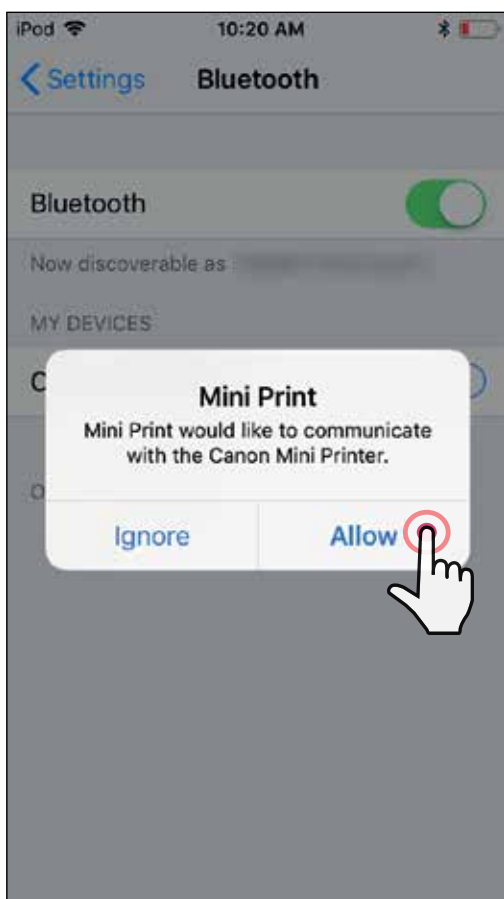 iPod 10:20 AM
Settings Bluetooth
Bluetooth
Now discoverable as
MY DEVICES
Mini Print
Mini Print would like to communicate
with the Canon Mini Printer.
Ignore Allow